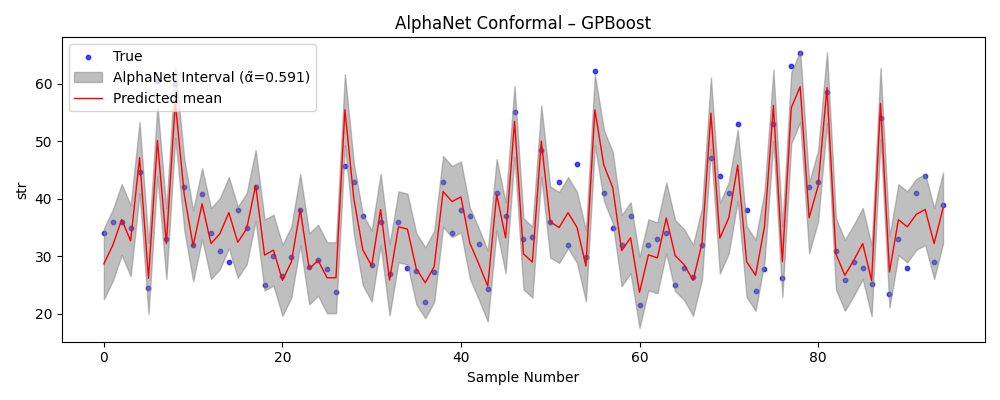 AlphaNet Conformal – GPBoost
True
AlphaNet Interval (α̃=0.591)
Predicted mean
str
60
50
40
30
20
0
20
40
60
80
Sample Number